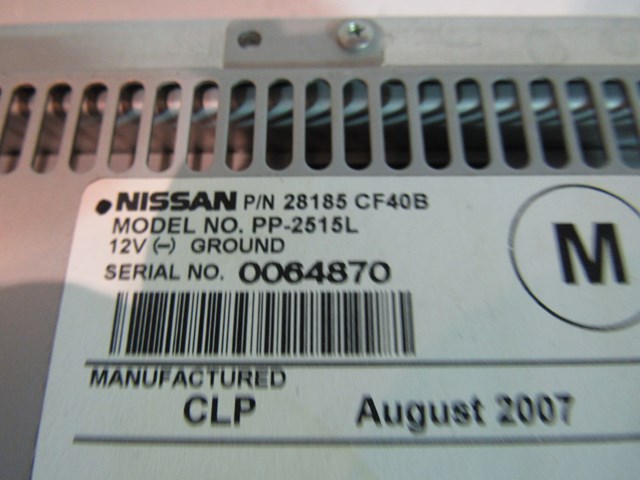 NISSAN P/N 28185 CF40B
MODEL NO. PP-2515L
12V (-) GROUND
SERIAL NO. 0064870
M
MANUFACTURED
CLP August 2007